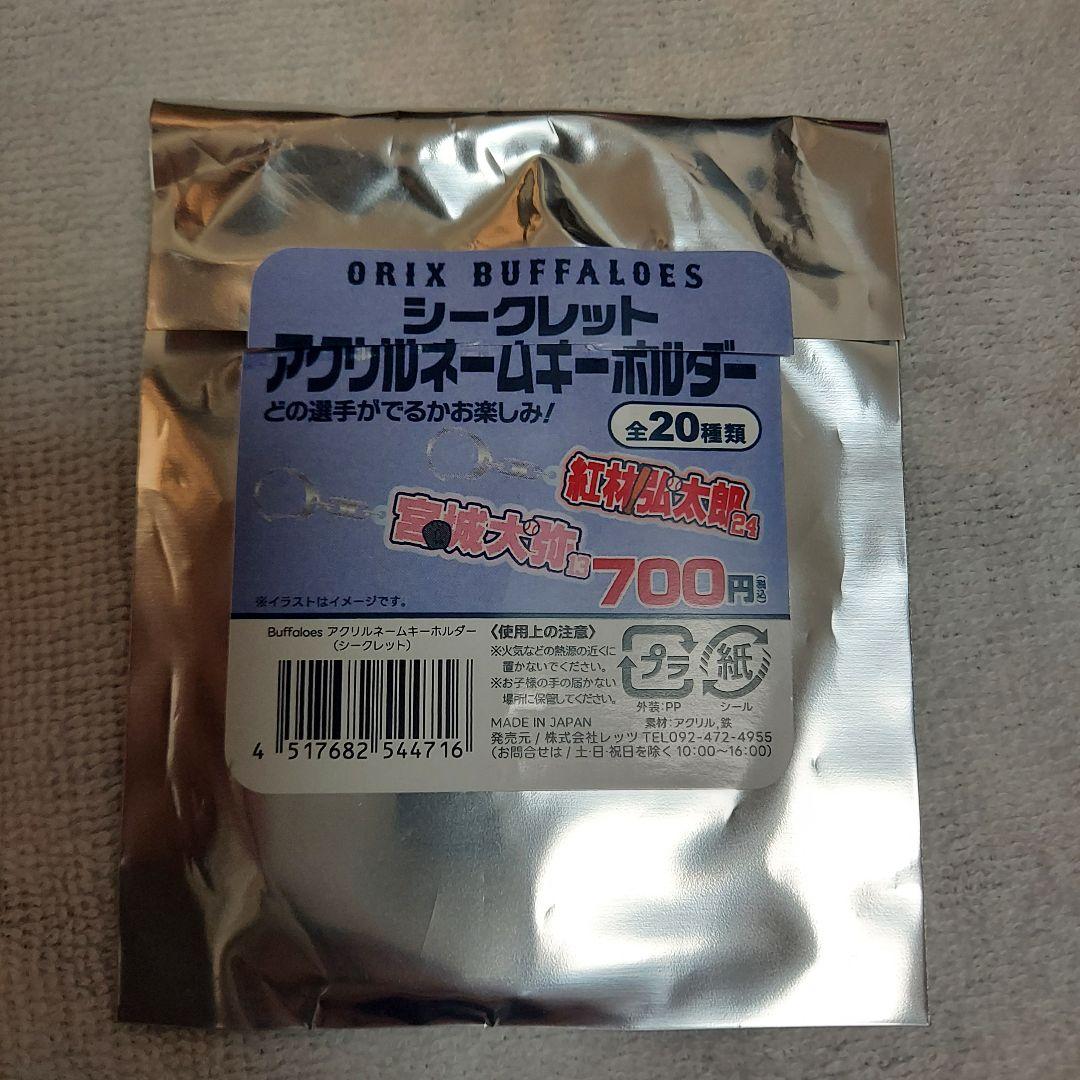 ORIX BUFFALOES
シークレット
アクリルネームキーホルダー
どの選手がでるかお楽しみ!
全20種類
紅林弘太郎 24
宮城大弥 18
700円(税込)
※イラストはイメージです。
Buffaloes アクリルネームキーホルダー
(シークレット)
4 517682 544716
〈使用上の注意〉
※火気などの熱源の近くに
置かないでください。
※お子様の手の届かない
場所に保管してください。
プラ
外装:PP
紙
シール
MADE IN JAPAN
素材:アクリル,鉄
発売元/株式会社レッツ TEL092-472-4955
(お問合せは/土・日・祝日を除く10:00~16:00)